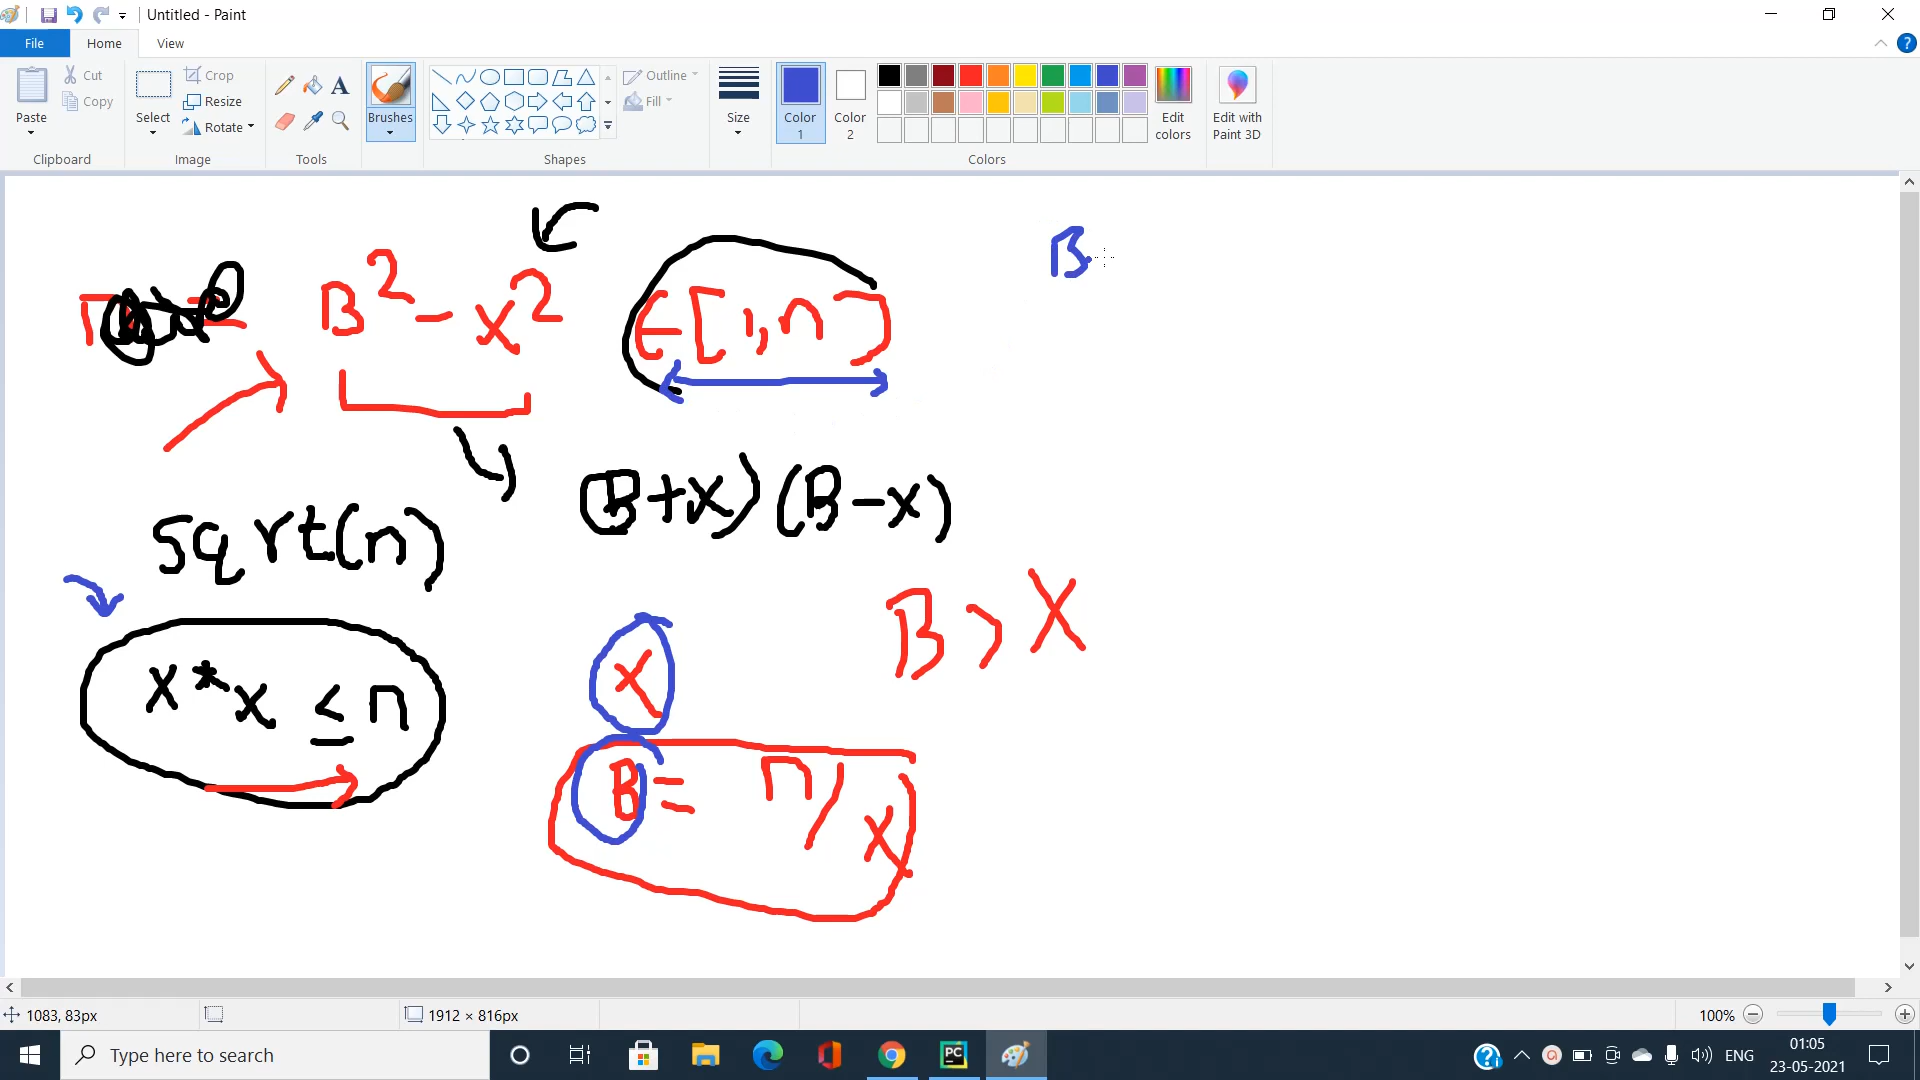 Untitled - Paint
File Home View
Paste
Cut
Copy
Clipboard
Select
Crop
Resize
Rotate
Image
Tools
Brushes
Shapes
Outline
Fill
Size
Color 1
Color 2
Colors
Edit colors
Edit with Paint 3D
B² - x² ∈ [1, n]
B
(B+x) (B-x)
sqrt(n)
B > X
x*x ≤ n
x
B = n/x
1083, 83px
1912 × 816px
100%
Type here to search
PC
ENG
01:05
23-05-2021